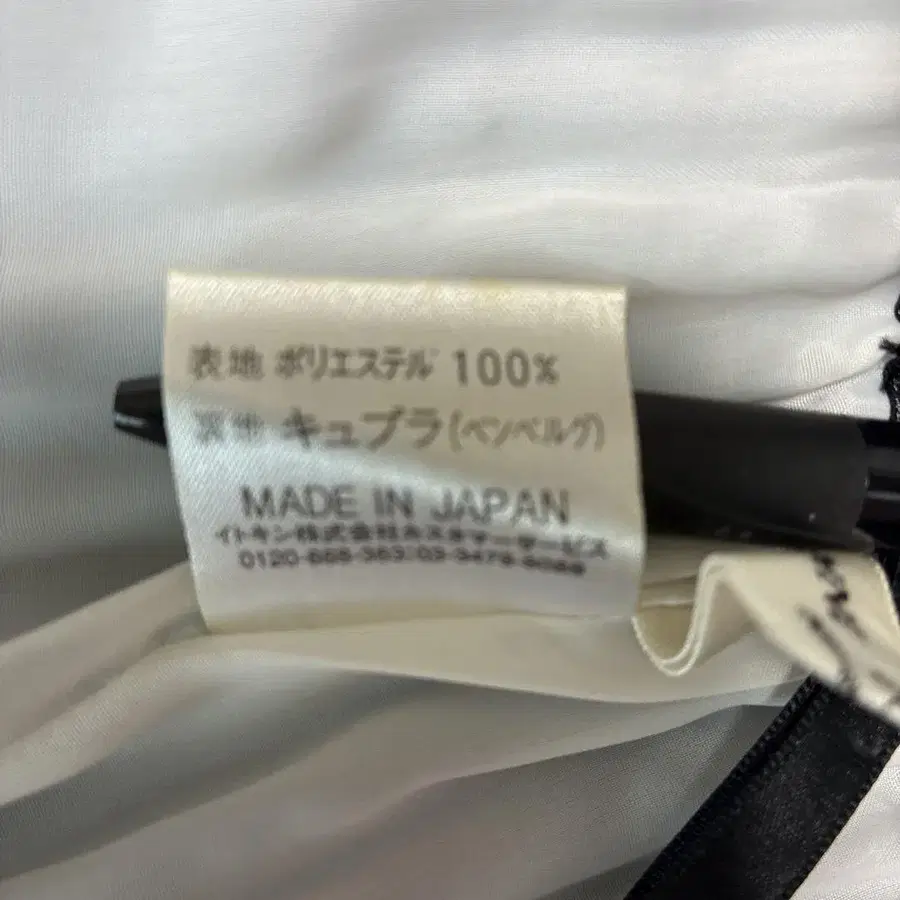 表地 ポリエステル 100%
裏地 キュプラ(ベンベルグ)
MADE IN JAPAN
イトキン株式会社カスタマーサービス